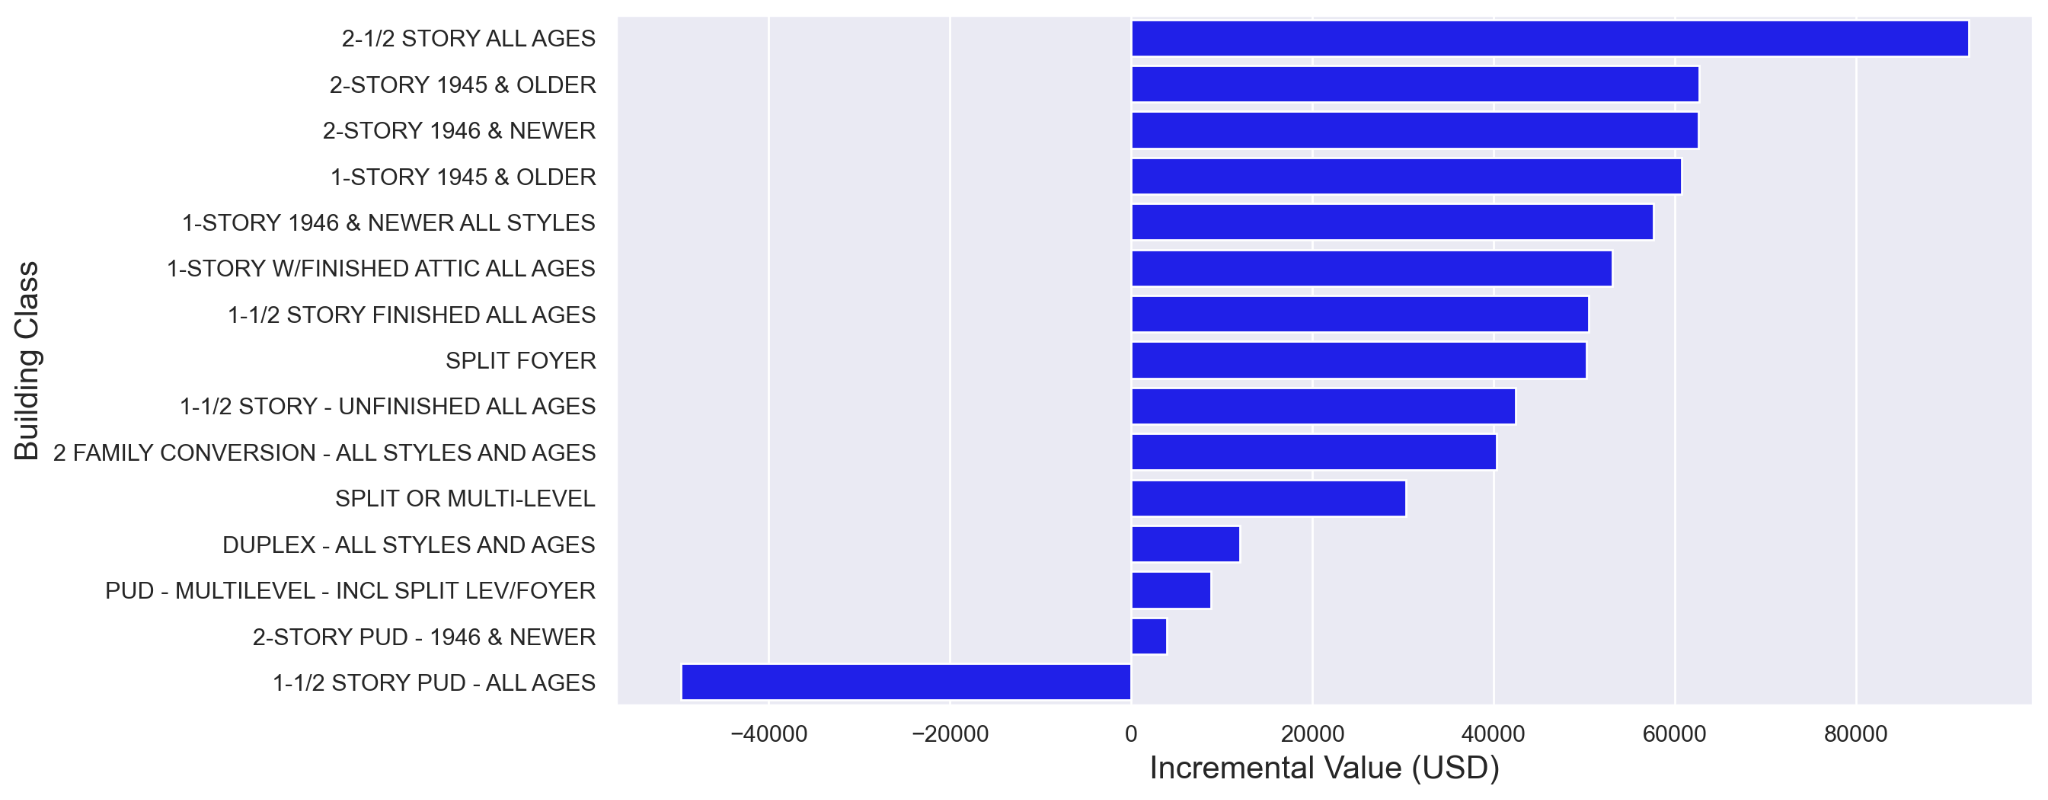 2-1/2 STORY ALL AGES
2-STORY 1945 & OLDER
2-STORY 1946 & NEWER
1-STORY 1945 & OLDER
1-STORY 1946 & NEWER ALL STYLES
1-STORY W/FINISHED ATTIC ALL AGES
1-1/2 STORY FINISHED ALL AGES
SPLIT FOYER
1-1/2 STORY - UNFINISHED ALL AGES
2 FAMILY CONVERSION - ALL STYLES AND AGES
SPLIT OR MULTI-LEVEL
DUPLEX - ALL STYLES AND AGES
PUD - MULTILEVEL - INCL SPLIT LEV/FOYER
2-STORY PUD - 1946 & NEWER
1-1/2 STORY PUD - ALL AGES
Building Class
−40000 −20000 0 20000 40000 60000 80000
Incremental Value (USD)